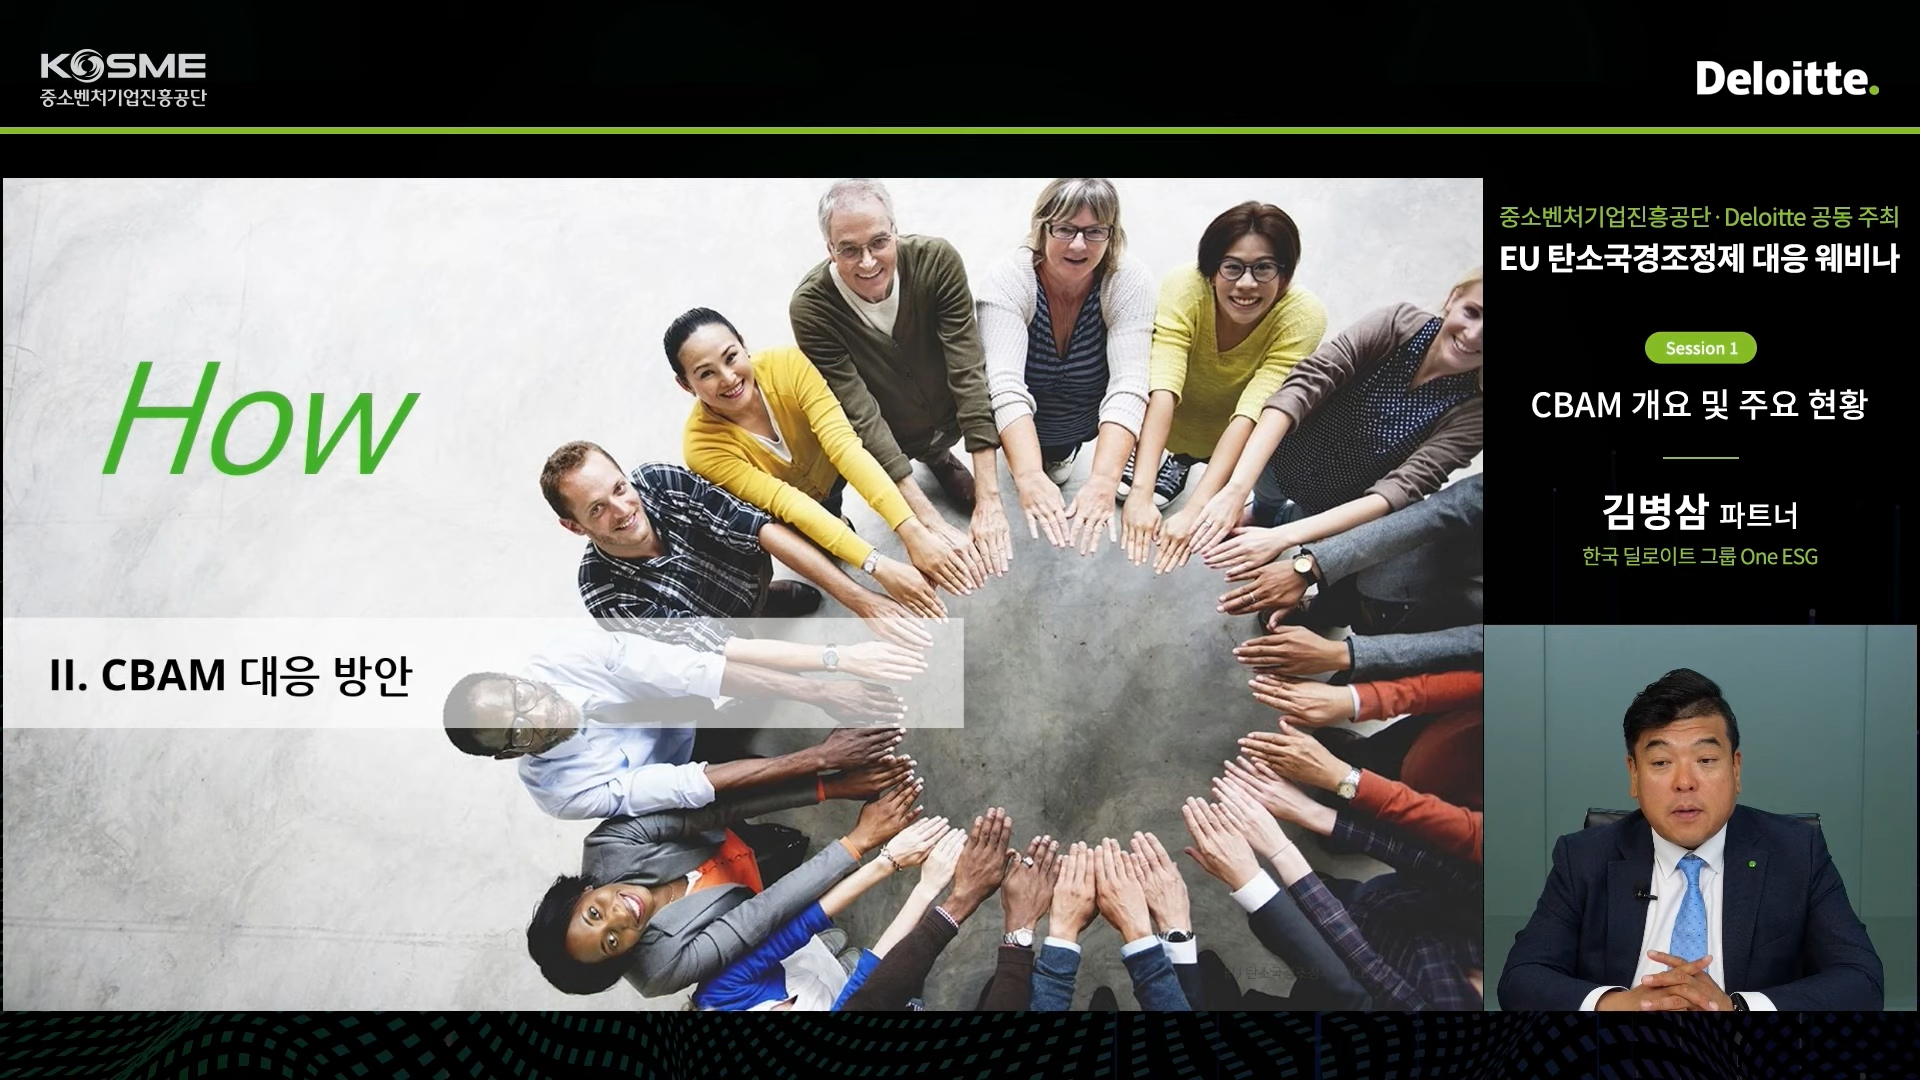 KOSME
중소벤처기업진흥공단
Deloitte.
How
II. CBAM 대응 방안
중소벤처기업진흥공단 · Deloitte 공동 주최
EU 탄소국경조정제 대응 웨비나
Session 1
CBAM 개요 및 주요 현황
김병삼 파트너
한국 딜로이트 그룹 One ESG